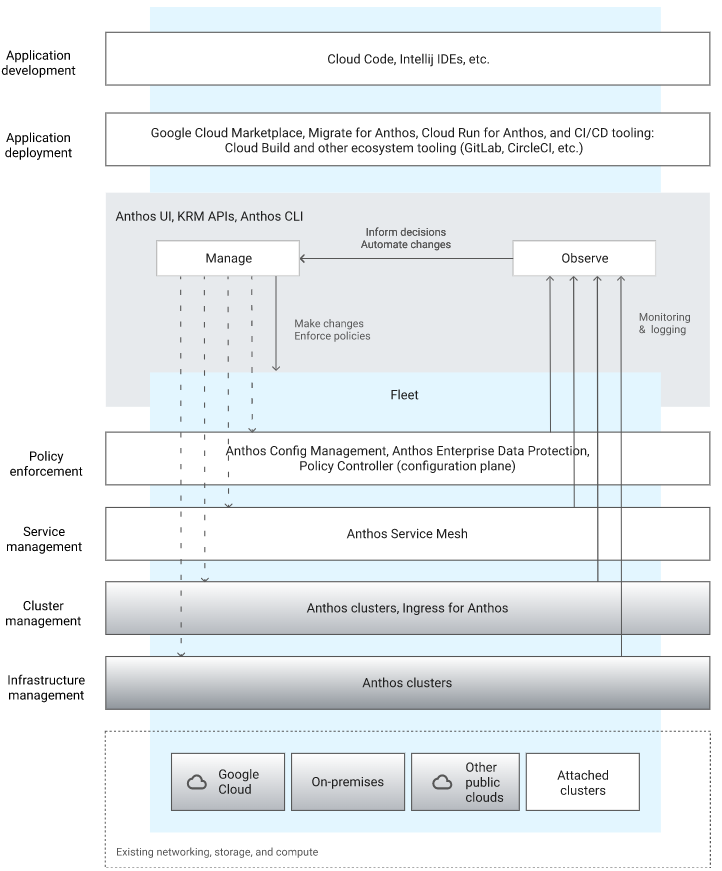 Application
development
Cloud Code, Intellij IDEs, etc.
Application
deployment
Google Cloud Marketplace, Migrate for Anthos, Cloud Run for Anthos, and CI/CD tooling:
Cloud Build and other ecosystem tooling (GitLab, CircleCI, etc.)
Anthos UI, KRM APIs, Anthos CLI
Inform decisions
Automate changes
Manage
Observe
Make changes
Enforce policies
Monitoring
& logging
Fleet
Policy
enforcement
Anthos Config Management, Anthos Enterprise Data Protection,
Policy Controller (configuration plane)
Service
management
Anthos Service Mesh
Cluster
management
Anthos clusters, Ingress for Anthos
Infrastructure
management
Anthos clusters
Google
Cloud
On-premises
Other
public
clouds
Attached
clusters
Existing networking, storage, and compute